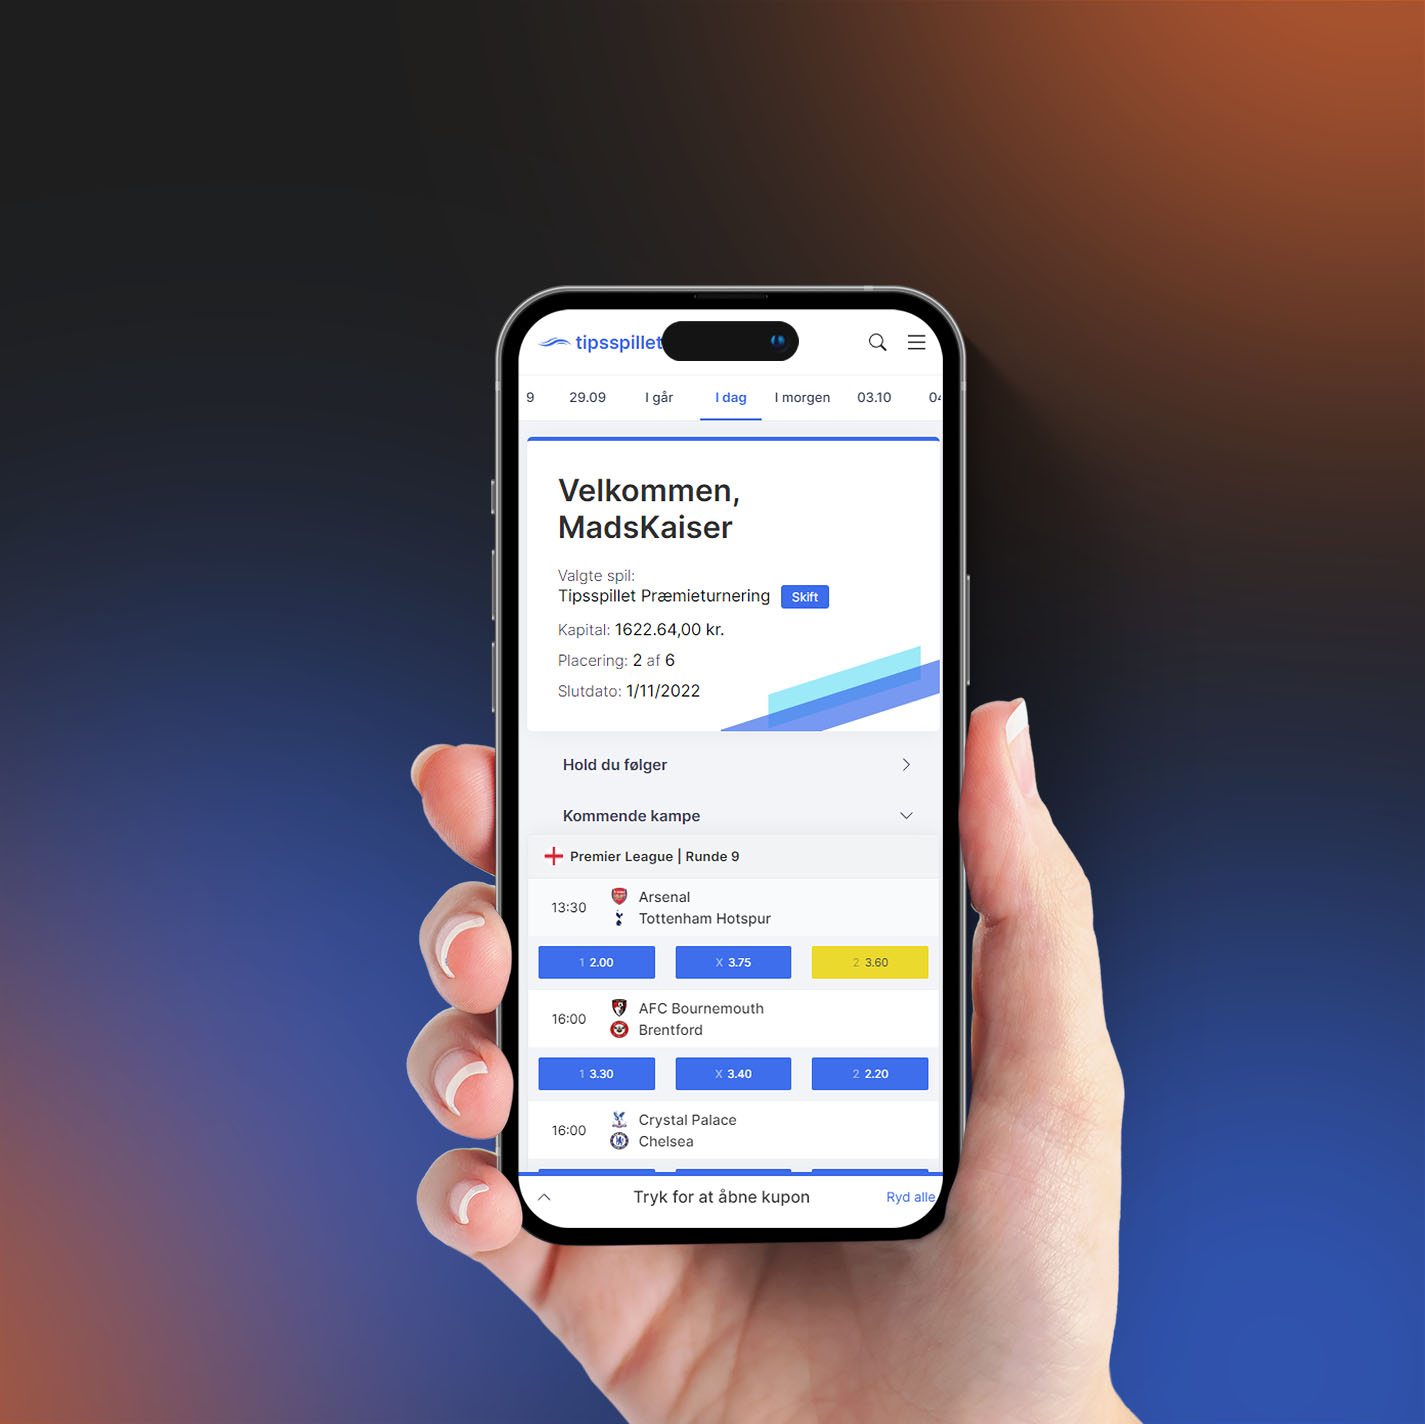 tipsspillet
9 29.09 I går I dag I morgen 03.10 04
Velkommen,
MadsKaiser
Valgte spil:
Tipsspillet Præmieturnering Skift
Kapital: 1622.64,00 kr.
Placering: 2 af 6
Slutdato: 1/11/2022
Hold du følger
Kommende kampe
Premier League | Runde 9
13:30 Arsenal
Tottenham Hotspur
1 2.00 X 3.75 2 3.60
16:00 AFC Bournemouth
Brentford
1 3.30 X 3.40 2 2.20
16:00 Crystal Palace
Chelsea
Tryk for at åbne kupon Ryd alle